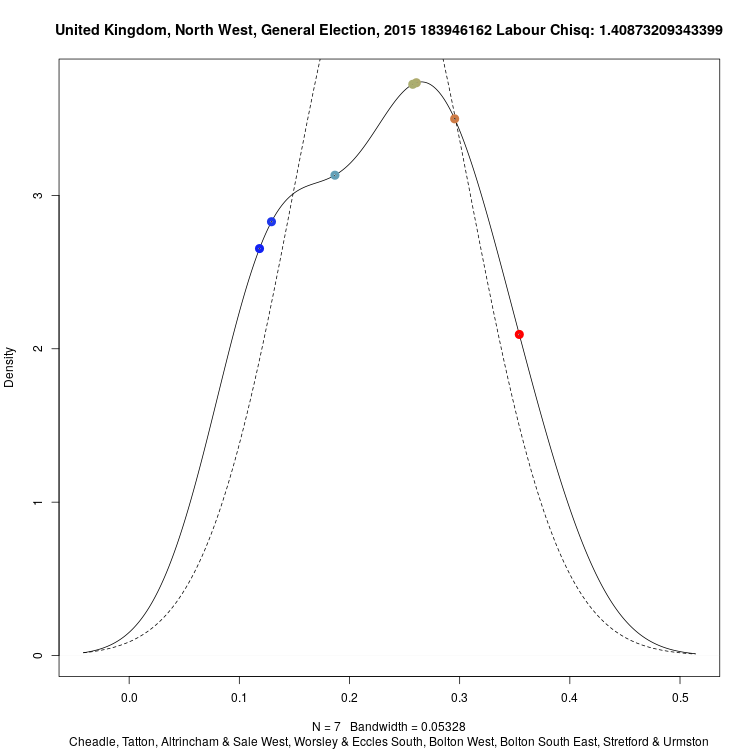 United Kingdom, North West, General Election, 2015 183946162 Labour Chisq: 1.40873209343399
Density
3
2
1
0
0.0 0.1 0.2 0.3 0.4 0.5
N = 7 Bandwidth = 0.05328
Cheadle, Tatton, Altrincham & Sale West, Worsley & Eccles South, Bolton West, Bolton South East, Stretford & Urmston